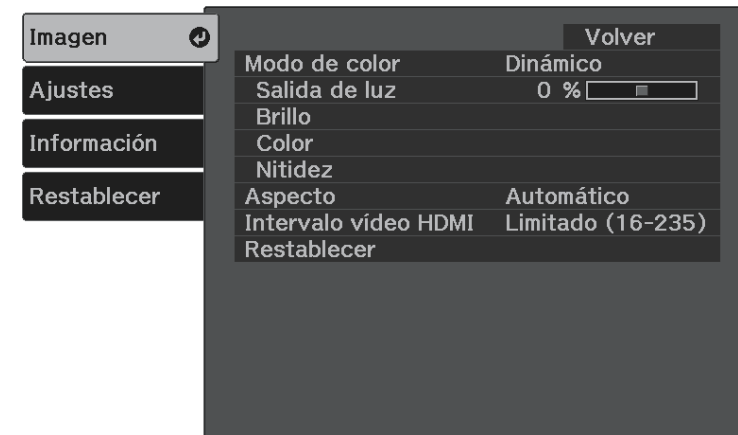 Imagen
Ajustes
Información
Restablecer
Volver
Modo de color Dinámico
Salida de luz 0 %
Brillo
Color
Nitidez
Aspecto Automático
Intervalo vídeo HDMI Limitado (16-235)
Restablecer